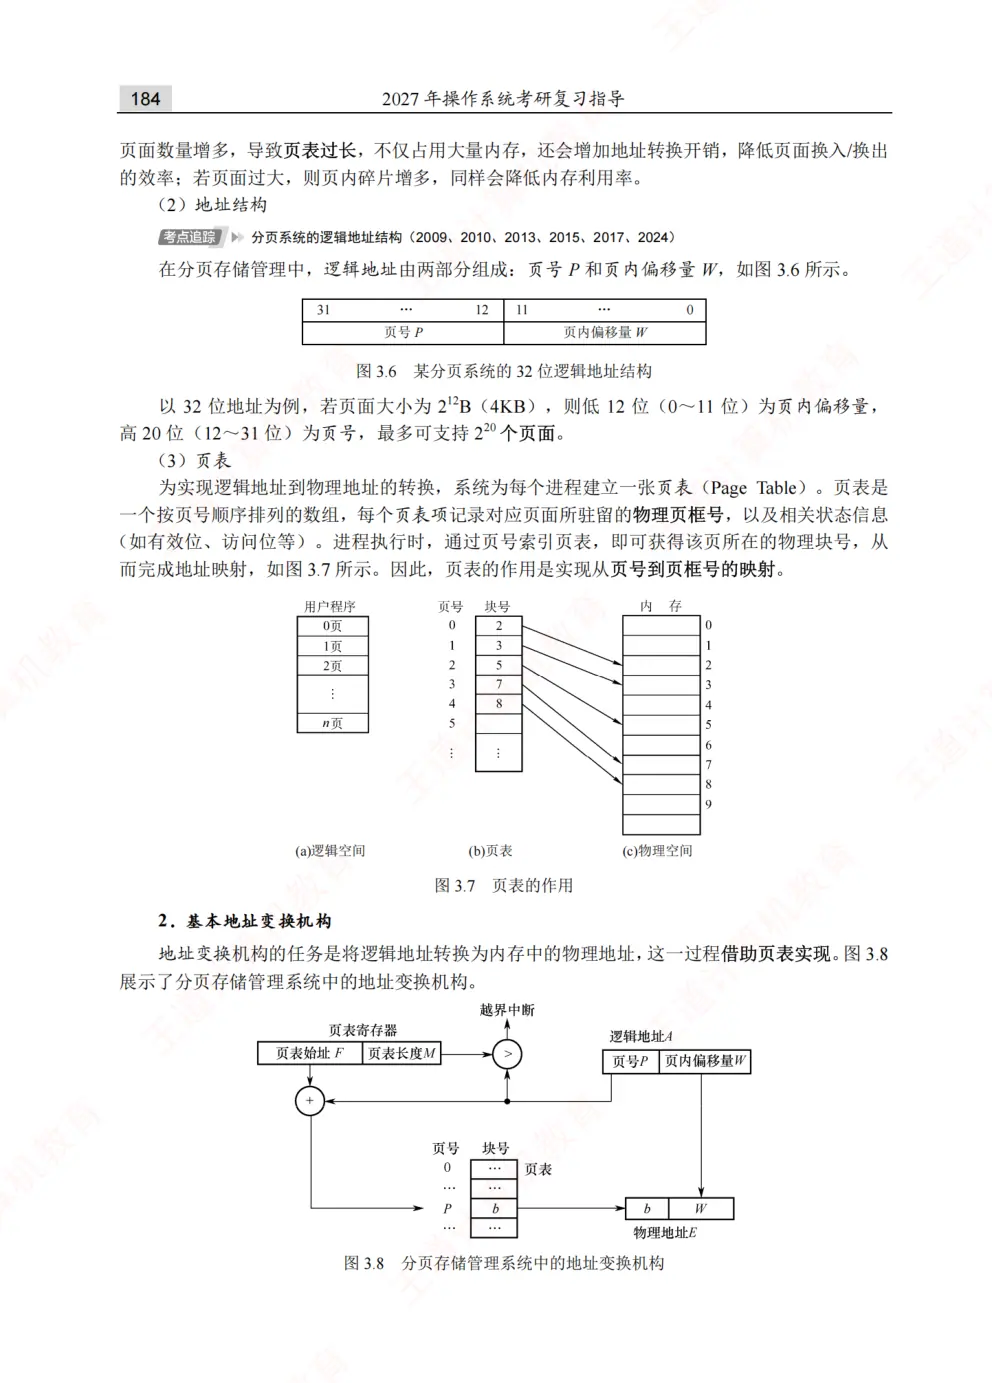 184
2027 年操作系统考研复习指导
页面数量增多，导致页表过长，不仅占用大量内存，还会增加地址转换开销，降低页面换入/换出
的效率；若页面过大，则页内碎片增多，同样会降低内存利用率。
（2）地址结构
考点追踪 分页系统的逻辑地址结构（2009、2010、2013、2015、2017、2024）
在分页存储管理中，逻辑地址由两部分组成：页号 P 和页内偏移量 W，如图 3.6 所示。
31 … 12 11 … 0
页号 P 页内偏移量 W
图 3.6 某分页系统的 32 位逻辑地址结构
以 32 位地址为例，若页面大小为 2¹²B（4KB），则低 12 位（0～11 位）为页内偏移量，
高 20 位（12～31 位）为页号，最多可支持 2²⁰ 个页面。
（3）页表
为实现逻辑地址到物理地址的转换，系统为每个进程建立一张页表（Page Table）。页表是
一个按页号顺序排列的数组，每个页表项记录对应页面所驻留的物理页框号，以及相关状态信息
（如有效位、访问位等）。进程执行时，通过页号索引页表，即可获得该页所在的物理块号，从
而完成地址映射，如图 3.7 所示。因此，页表的作用是实现从页号到页框号的映射。
用户程序 页号 块号 内 存
0页 0 2 0
1页 1 3 1
2页 2 5 2
3 7 3
⋮ 4 8 4
n页 5 5
6
⋮ ⋮ 7
8
9
(a)逻辑空间 (b)页表 (c)物理空间
图 3.7 页表的作用
2．基本地址变换机构
地址变换机构的任务是将逻辑地址转换为内存中的物理地址，这一过程借助页表实现。图 3.8
展示了分页存储管理系统中的地址变换机构。
越界中断
页表寄存器 逻辑地址A
页表始址 F 页表长度M > 页号P 页内偏移量W
+
页号 块号
0 … 页表
… …
P b b W
… … 物理地址E
图 3.8 分页存储管理系统中的地址变换机构